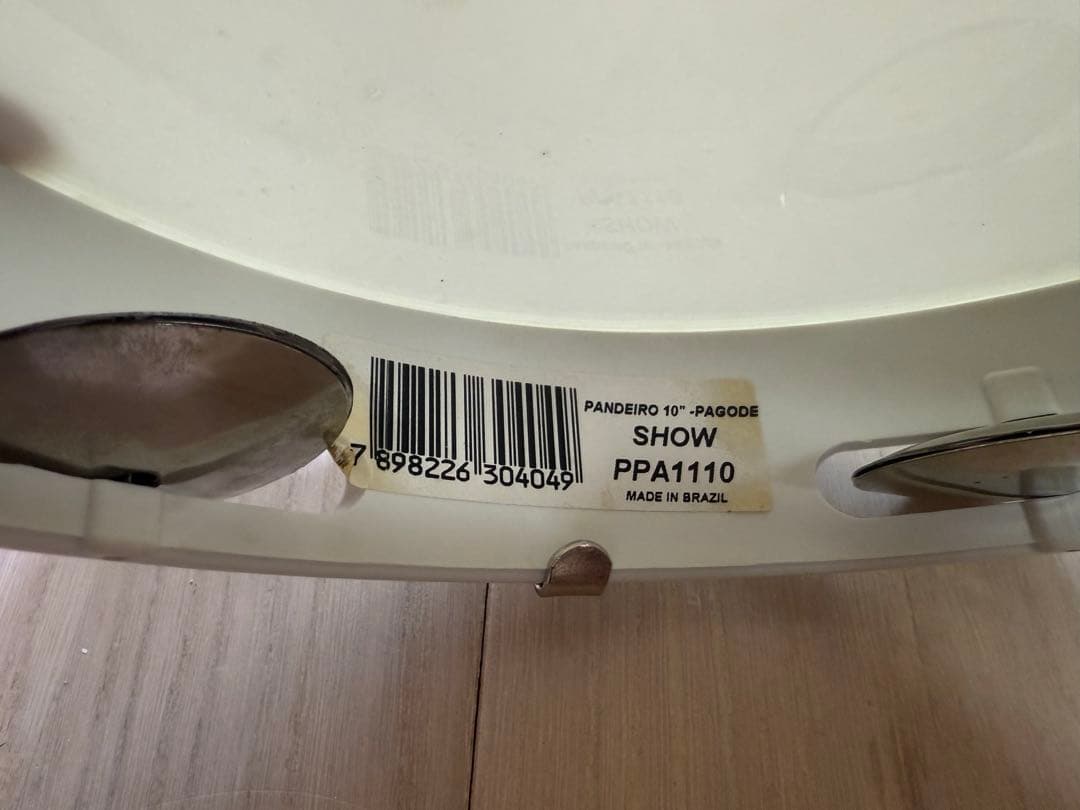 PANDEIRO 10" -PAGODE
SHOW
PPA1110
MADE IN BRAZIL
7 898226 304049